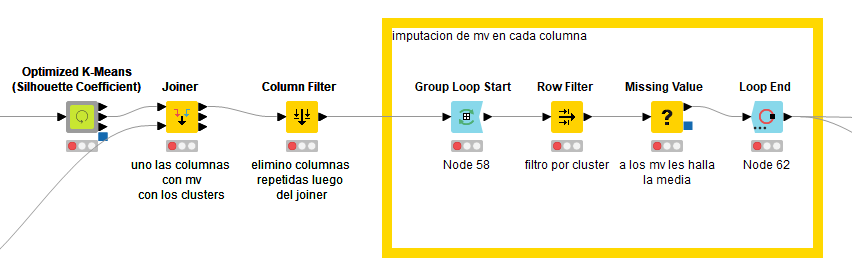 imputacion de mv en cada columna
Optimized K-Means
(Silhouette Coefficient)
Joiner
Column Filter
Group Loop Start
Row Filter
Missing Value
Loop End
?
uno las columnas
con mv
con los clusters
elimino columnas
repetidas luego
del joiner
Node 58
filtro por cluster
a los mv les halla
la media
Node 62